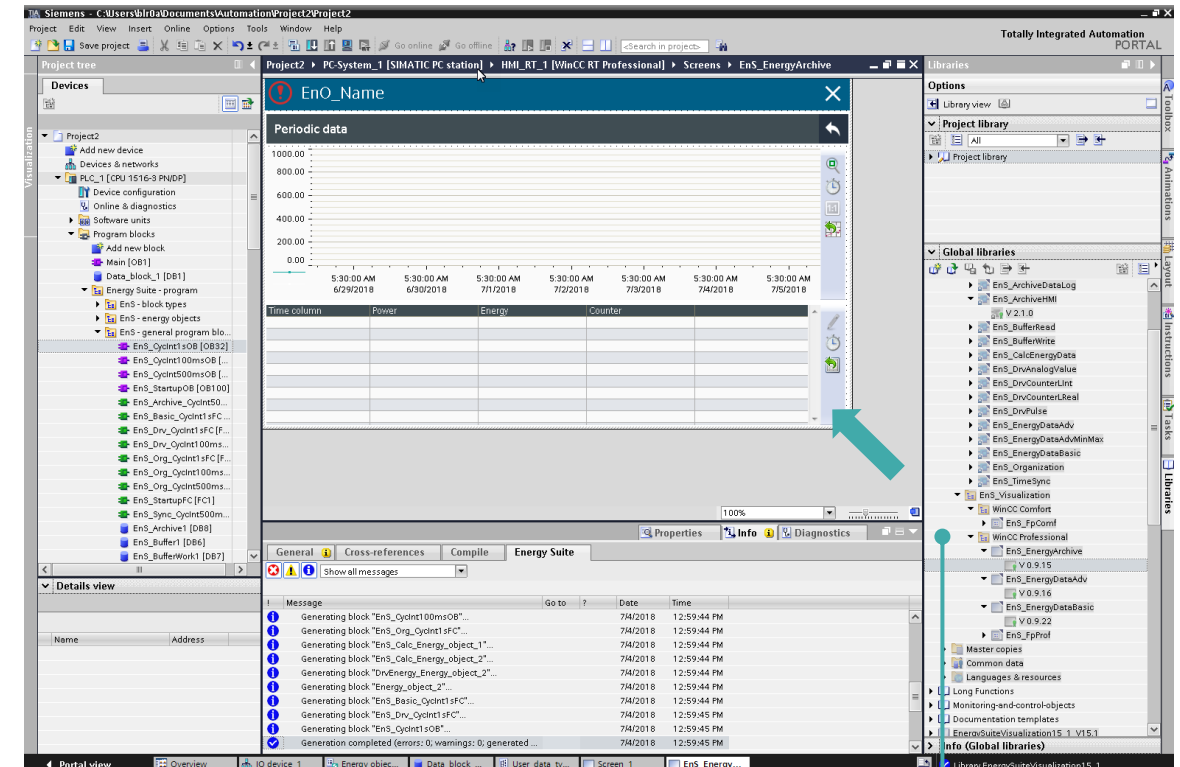 Siemens - C:\Users\blr0a\Documents\Automation\Project2\Project2
Project Edit View Insert Online Options Tools Window Help
Totally Integrated Automation
PORTAL
Save project
Go online
Go offline
<Search in project>
Project tree
Project2 ▸ PC-System_1 [SIMATIC PC station] ▸ HMI_RT_1 [WinCC RT Professional] ▸ Screens ▸ EnS_EnergyArchive
Libraries
Devices
Visualization
Project2
Add new device
Devices & networks
PLC_1 [CPU 1516-3 PN/DP]
Device configuration
Online & diagnostics
Software units
Program blocks
Add new block
Main [OB1]
Data_block_1 [DB1]
Energy Suite - program
EnS - block types
EnS - energy objects
EnS - general program blo...
EnS_CycInt1sOB [OB32]
EnS_CycInt100msOB [...
EnS_CycInt500msOB [...
EnS_StartupOB [OB100]
EnS_Archive_CycInt50...
EnS_Basic_CycInt1sFC...
EnS_Drv_CycInt1sFC [F...
EnS_Drv_CycInt100ms...
EnS_Org_CycInt1sFC [F...
EnS_Org_CycInt100ms...
EnS_Org_CycInt500ms...
EnS_StartupFC [FC1]
EnS_Sync_CycInt500m...
EnS_Archive1 [DB8]
EnS_Buffer1 [DB6]
EnS_BufferWork1 [DB7]
Details view
Name Address
EnO_Name
Periodic data
1000.00
800.00
600.00
400.00
200.00
0.00
5:30:00 AM 5:30:00 AM 5:30:00 AM 5:30:00 AM 5:30:00 AM 5:30:00 AM 5:30:00 AM
6/29/2018 6/30/2018 7/1/2018 7/2/2018 7/3/2018 7/4/2018 7/5/2018
Time column Power Energy Counter
100%
Properties Info Diagnostics
General Cross-references Compile Energy Suite
Show all messages
! Message Go to ? Date Time
Generating block "EnS_CycInt100msOB"... 7/4/2018 12:59:44 PM
Generating block "EnS_Org_CycInt1sFC"... 7/4/2018 12:59:44 PM
Generating block "EnS_Calc_Energy_object_1"... 7/4/2018 12:59:44 PM
Generating block "EnS_Calc_Energy_object_2"... 7/4/2018 12:59:44 PM
Generating block "DrvEnergy_Energy_object_2"... 7/4/2018 12:59:44 PM
Generating block "Energy_object_2"... 7/4/2018 12:59:44 PM
Generating block "EnS_Basic_CycInt1sFC"... 7/4/2018 12:59:44 PM
Generating block "EnS_Drv_CycInt1sFC"... 7/4/2018 12:59:45 PM
Generating block "EnS_CycInt1sOB"... 7/4/2018 12:59:45 PM
Generation completed (errors: 0; warnings: 0; generated ... 7/4/2018 12:59:45 PM
Options
Library view
Project library
All
Project library
Global libraries
EnS_ArchiveDataLog
EnS_ArchiveHMI
V 2.1.0
EnS_BufferRead
EnS_BufferWrite
EnS_CalcEnergyData
EnS_DrvAnalogValue
EnS_DrvCounterLInt
EnS_DrvCounterLReal
EnS_DrvPulse
EnS_EnergyDataAdv
EnS_EnergyDataAdvMinMax
EnS_EnergyDataBasic
EnS_Organization
EnS_TimeSync
EnS_Visualization
WinCC Comfort
EnS_FpComf
WinCC Professional
EnS_EnergyArchive
V 0.9.15
EnS_EnergyDataAdv
V 0.9.16
EnS_EnergyDataBasic
V 0.9.22
EnS_FpProf
Master copies
Common data
Languages & resources
Long Functions
Monitoring-and-control-objects
Documentation templates
EnergySuiteVisualization15_1_V15.1
Info (Global libraries)
Toolbox
Animations
Layout
Instructions
Tasks
Libraries
Portal view
Overview
IO device_1
Energy objec...
Data_block_...
User_data_ty...
Screen_1
EnS_Energy...
Library EnergySuiteVisualization15_1...